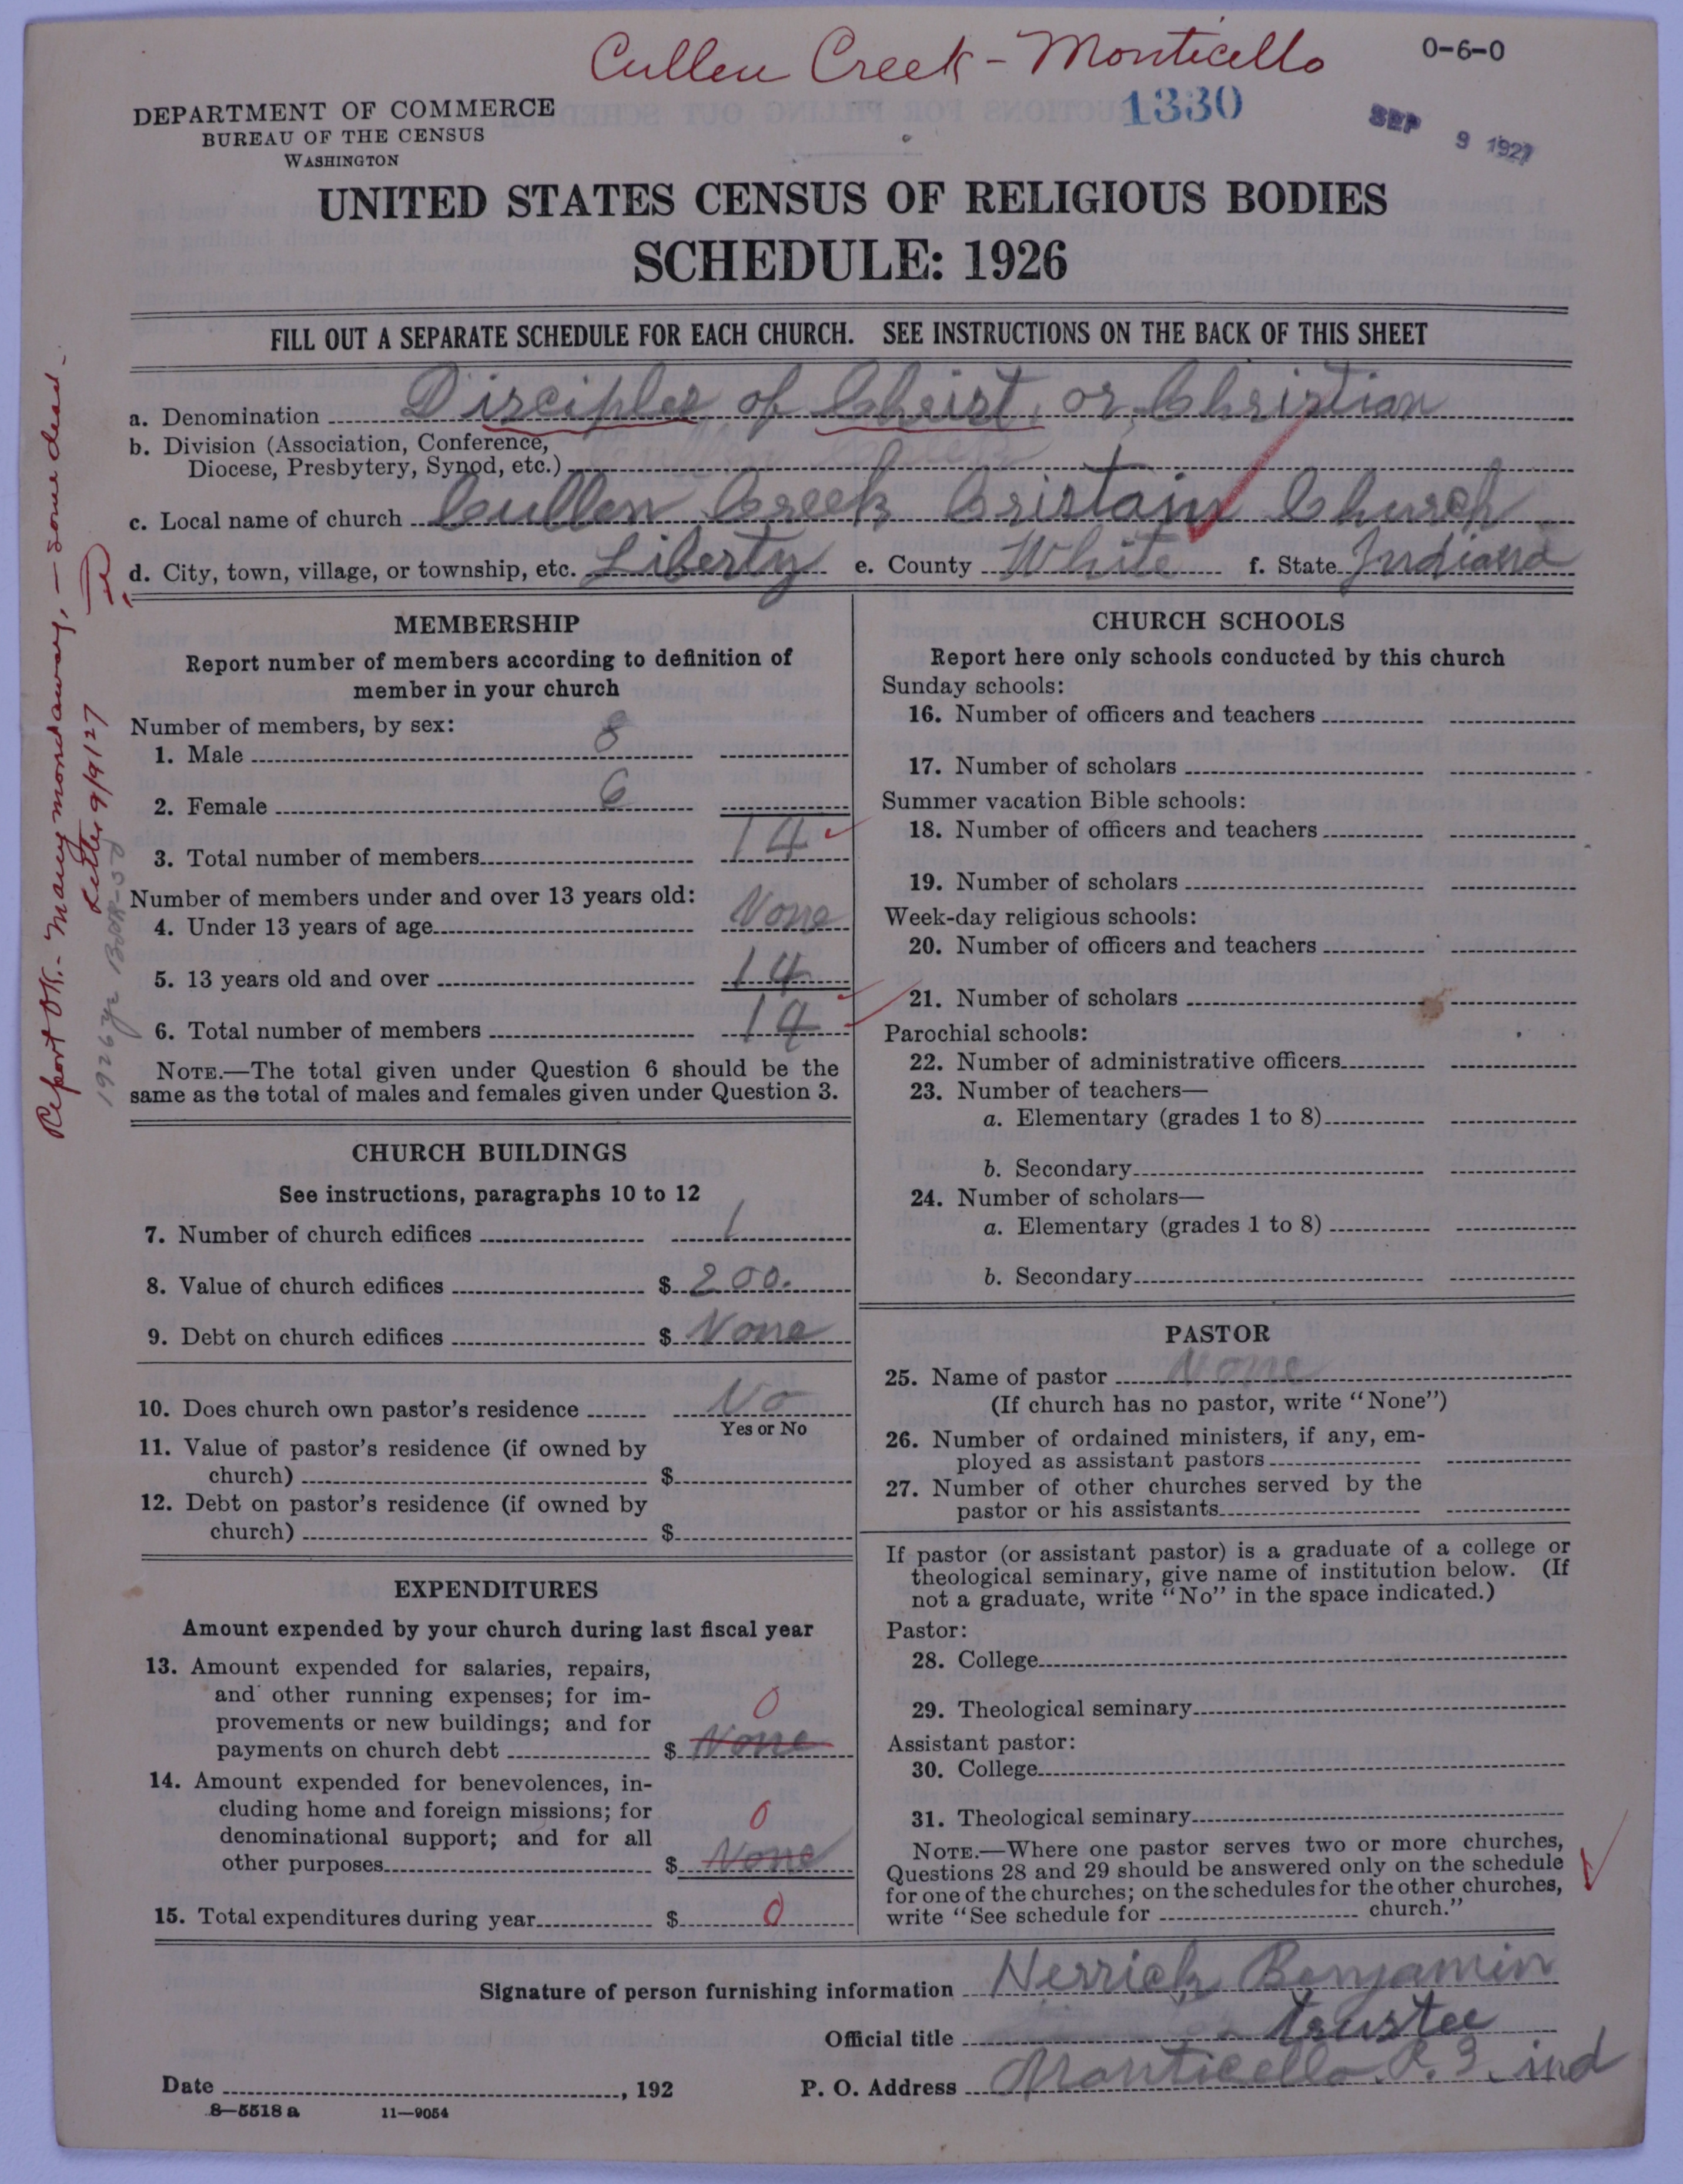 Cullen Creek - Monticello
0-6-0
1330
SEP 9 1927
DEPARTMENT OF COMMERCE
BUREAU OF THE CENSUS
WASHINGTON
UNITED STATES CENSUS OF RELIGIOUS BODIES
SCHEDULE: 1926
FILL OUT A SEPARATE SCHEDULE FOR EACH CHURCH. SEE INSTRUCTIONS ON THE BACK OF THIS SHEET
a. Denomination Disciples of Christ, or Christian
b. Division (Association, Conference,
Diocese, Presbytery, Synod, etc.)
c. Local name of church Cullen Creek Cristain Church
d. City, town, village, or township, etc. Liberty e. County White f. State Indiana
Report OK. - Many moved away, - some dead -
Letter 9/9/27
1926 yr
MEMBERSHIP
Report number of members according to definition of
member in your church
Number of members, by sex:
1. Male 8
2. Female 6
3. Total number of members 14
Number of members under and over 13 years old:
4. Under 13 years of age None
5. 13 years old and over 14
6. Total number of members 14
NOTE.—The total given under Question 6 should be the
same as the total of males and females given under Question 3.
CHURCH BUILDINGS
See instructions, paragraphs 10 to 12
7. Number of church edifices 1
8. Value of church edifices $ 200.
9. Debt on church edifices $ None
10. Does church own pastor's residence No
Yes or No
11. Value of pastor's residence (if owned by
church) $
12. Debt on pastor's residence (if owned by
church) $
EXPENDITURES
Amount expended by your church during last fiscal year
13. Amount expended for salaries, repairs,
and other running expenses; for im-
provements or new buildings; and for 0
payments on church debt $ None
14. Amount expended for benevolences, in-
cluding home and foreign missions; for 0
denominational support; and for all
other purposes $ None
15. Total expenditures during year $ 0
CHURCH SCHOOLS
Report here only schools conducted by this church
Sunday schools:
16. Number of officers and teachers
17. Number of scholars
Summer vacation Bible schools:
18. Number of officers and teachers
19. Number of scholars
Week-day religious schools:
20. Number of officers and teachers
21. Number of scholars
Parochial schools:
22. Number of administrative officers
23. Number of teachers—
a. Elementary (grades 1 to 8)
b. Secondary
24. Number of scholars—
a. Elementary (grades 1 to 8)
b. Secondary
PASTOR
25. Name of pastor None
(If church has no pastor, write "None")
26. Number of ordained ministers, if any, em-
ployed as assistant pastors
27. Number of other churches served by the
pastor or his assistants
If pastor (or assistant pastor) is a graduate of a college or
theological seminary, give name of institution below. (If
not a graduate, write "No" in the space indicated.)
Pastor:
28. College
29. Theological seminary
Assistant pastor:
30. College
31. Theological seminary
NOTE.—Where one pastor serves two or more churches,
Questions 28 and 29 should be answered only on the schedule
for one of the churches; on the schedules for the other churches,
write "See schedule for church."
Signature of person furnishing information Nerrick Benjamin
Official title trustee
Date , 192 P. O. Address Monticello R. 3. ind
8—5518 a 11—9054